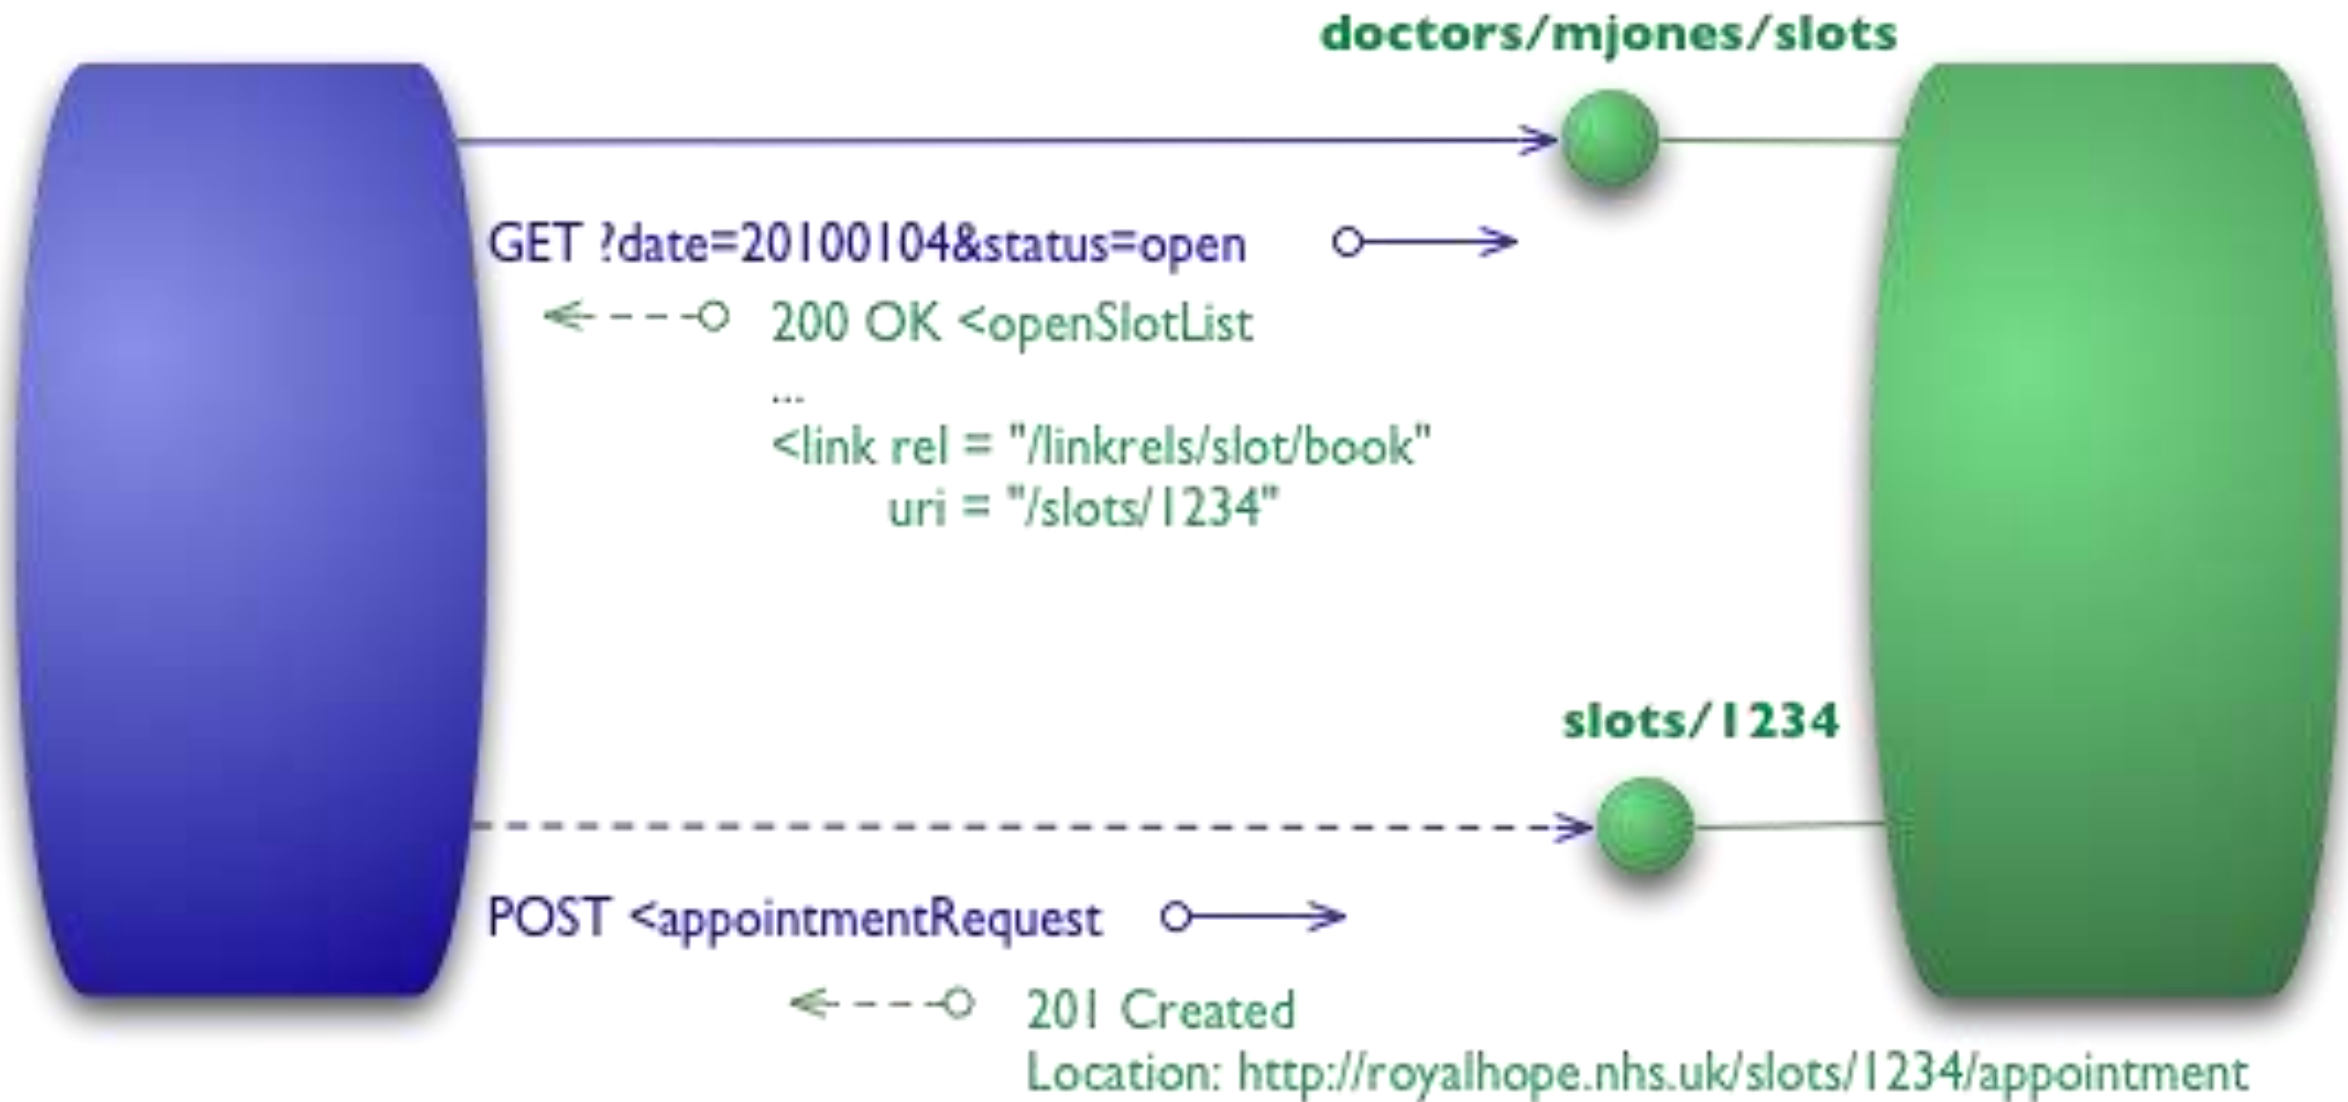 doctors/mjones/slots
GET ?date=20100104&status=open
200 OK <openSlotList
...
<link rel = "/linkrels/slot/book"
uri = "/slots/1234"
slots/1234
POST <appointmentRequest
201 Created
Location: http://royalhope.nhs.uk/slots/1234/appointment